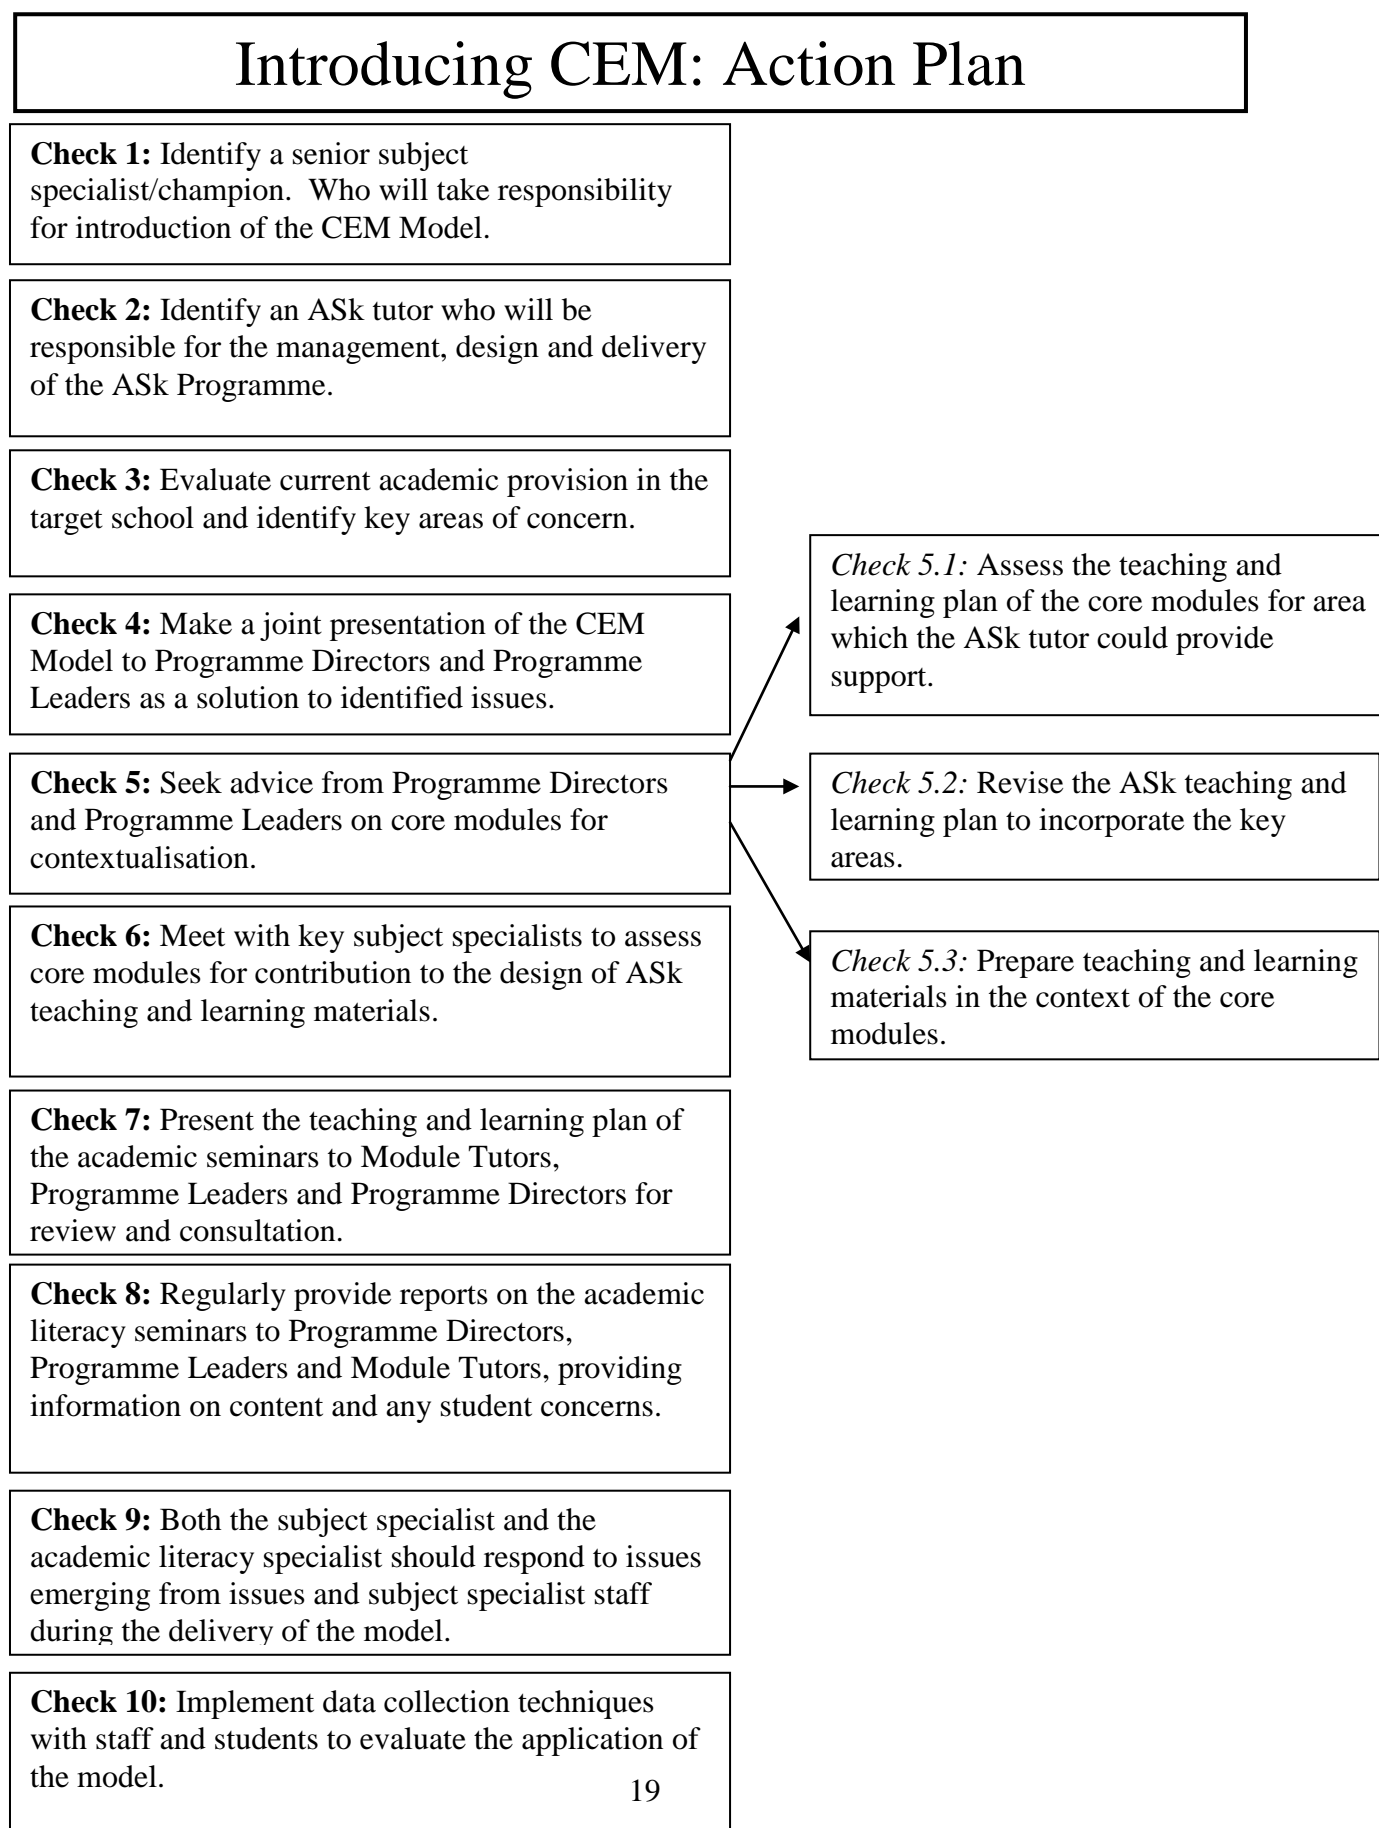 Introducing CEM: Action Plan
Check 1: Identify a senior subject
specialist/champion.  Who will take responsibility
for introduction of the CEM Model.
Check 2: Identify an ASk tutor who will be
responsible for the management, design and delivery
of the ASk Programme.
Check 3: Evaluate current academic provision in the
target school and identify key areas of concern.
Check 4: Make a joint presentation of the CEM
Model to Programme Directors and Programme
Leaders as a solution to identified issues.
Check 5: Seek advice from Programme Directors
and Programme Leaders on core modules for
contextualisation.
Check 5.1: Assess the teaching and
learning plan of the core modules for area
which the ASk tutor could provide
support.
Check 5.2: Revise the ASk teaching and
learning plan to incorporate the key
areas.
Check 5.3: Prepare teaching and learning
materials in the context of the core
modules.
Check 6: Meet with key subject specialists to assess
core modules for contribution to the design of ASk
teaching and learning materials.
Check 7: Present the teaching and learning plan of
the academic seminars to Module Tutors,
Programme Leaders and Programme Directors for
review and consultation.
Check 8: Regularly provide reports on the academic
literacy seminars to Programme Directors,
Programme Leaders and Module Tutors, providing
information on content and any student concerns.
Check 9: Both the subject specialist and the
academic literacy specialist should respond to issues
emerging from issues and subject specialist staff
during the delivery of the model.
Check 10: Implement data collection techniques
with staff and students to evaluate the application of
the model.
19